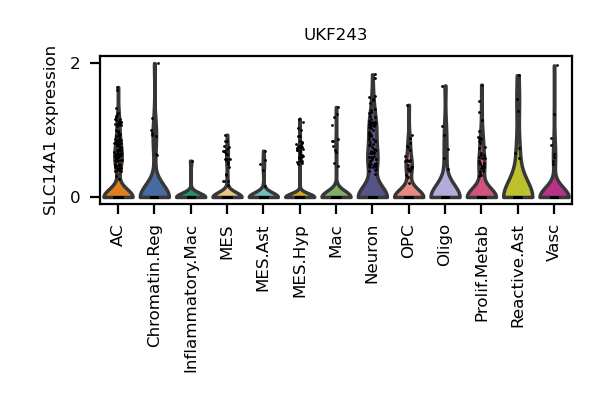 UKF243
SLC14A1 expression
2
0
AC
Chromatin.Reg
Inflammatory.Mac
MES
MES.Ast
MES.Hyp
Mac
Neuron
OPC
Oligo
Prolif.Metab
Reactive.Ast
Vasc